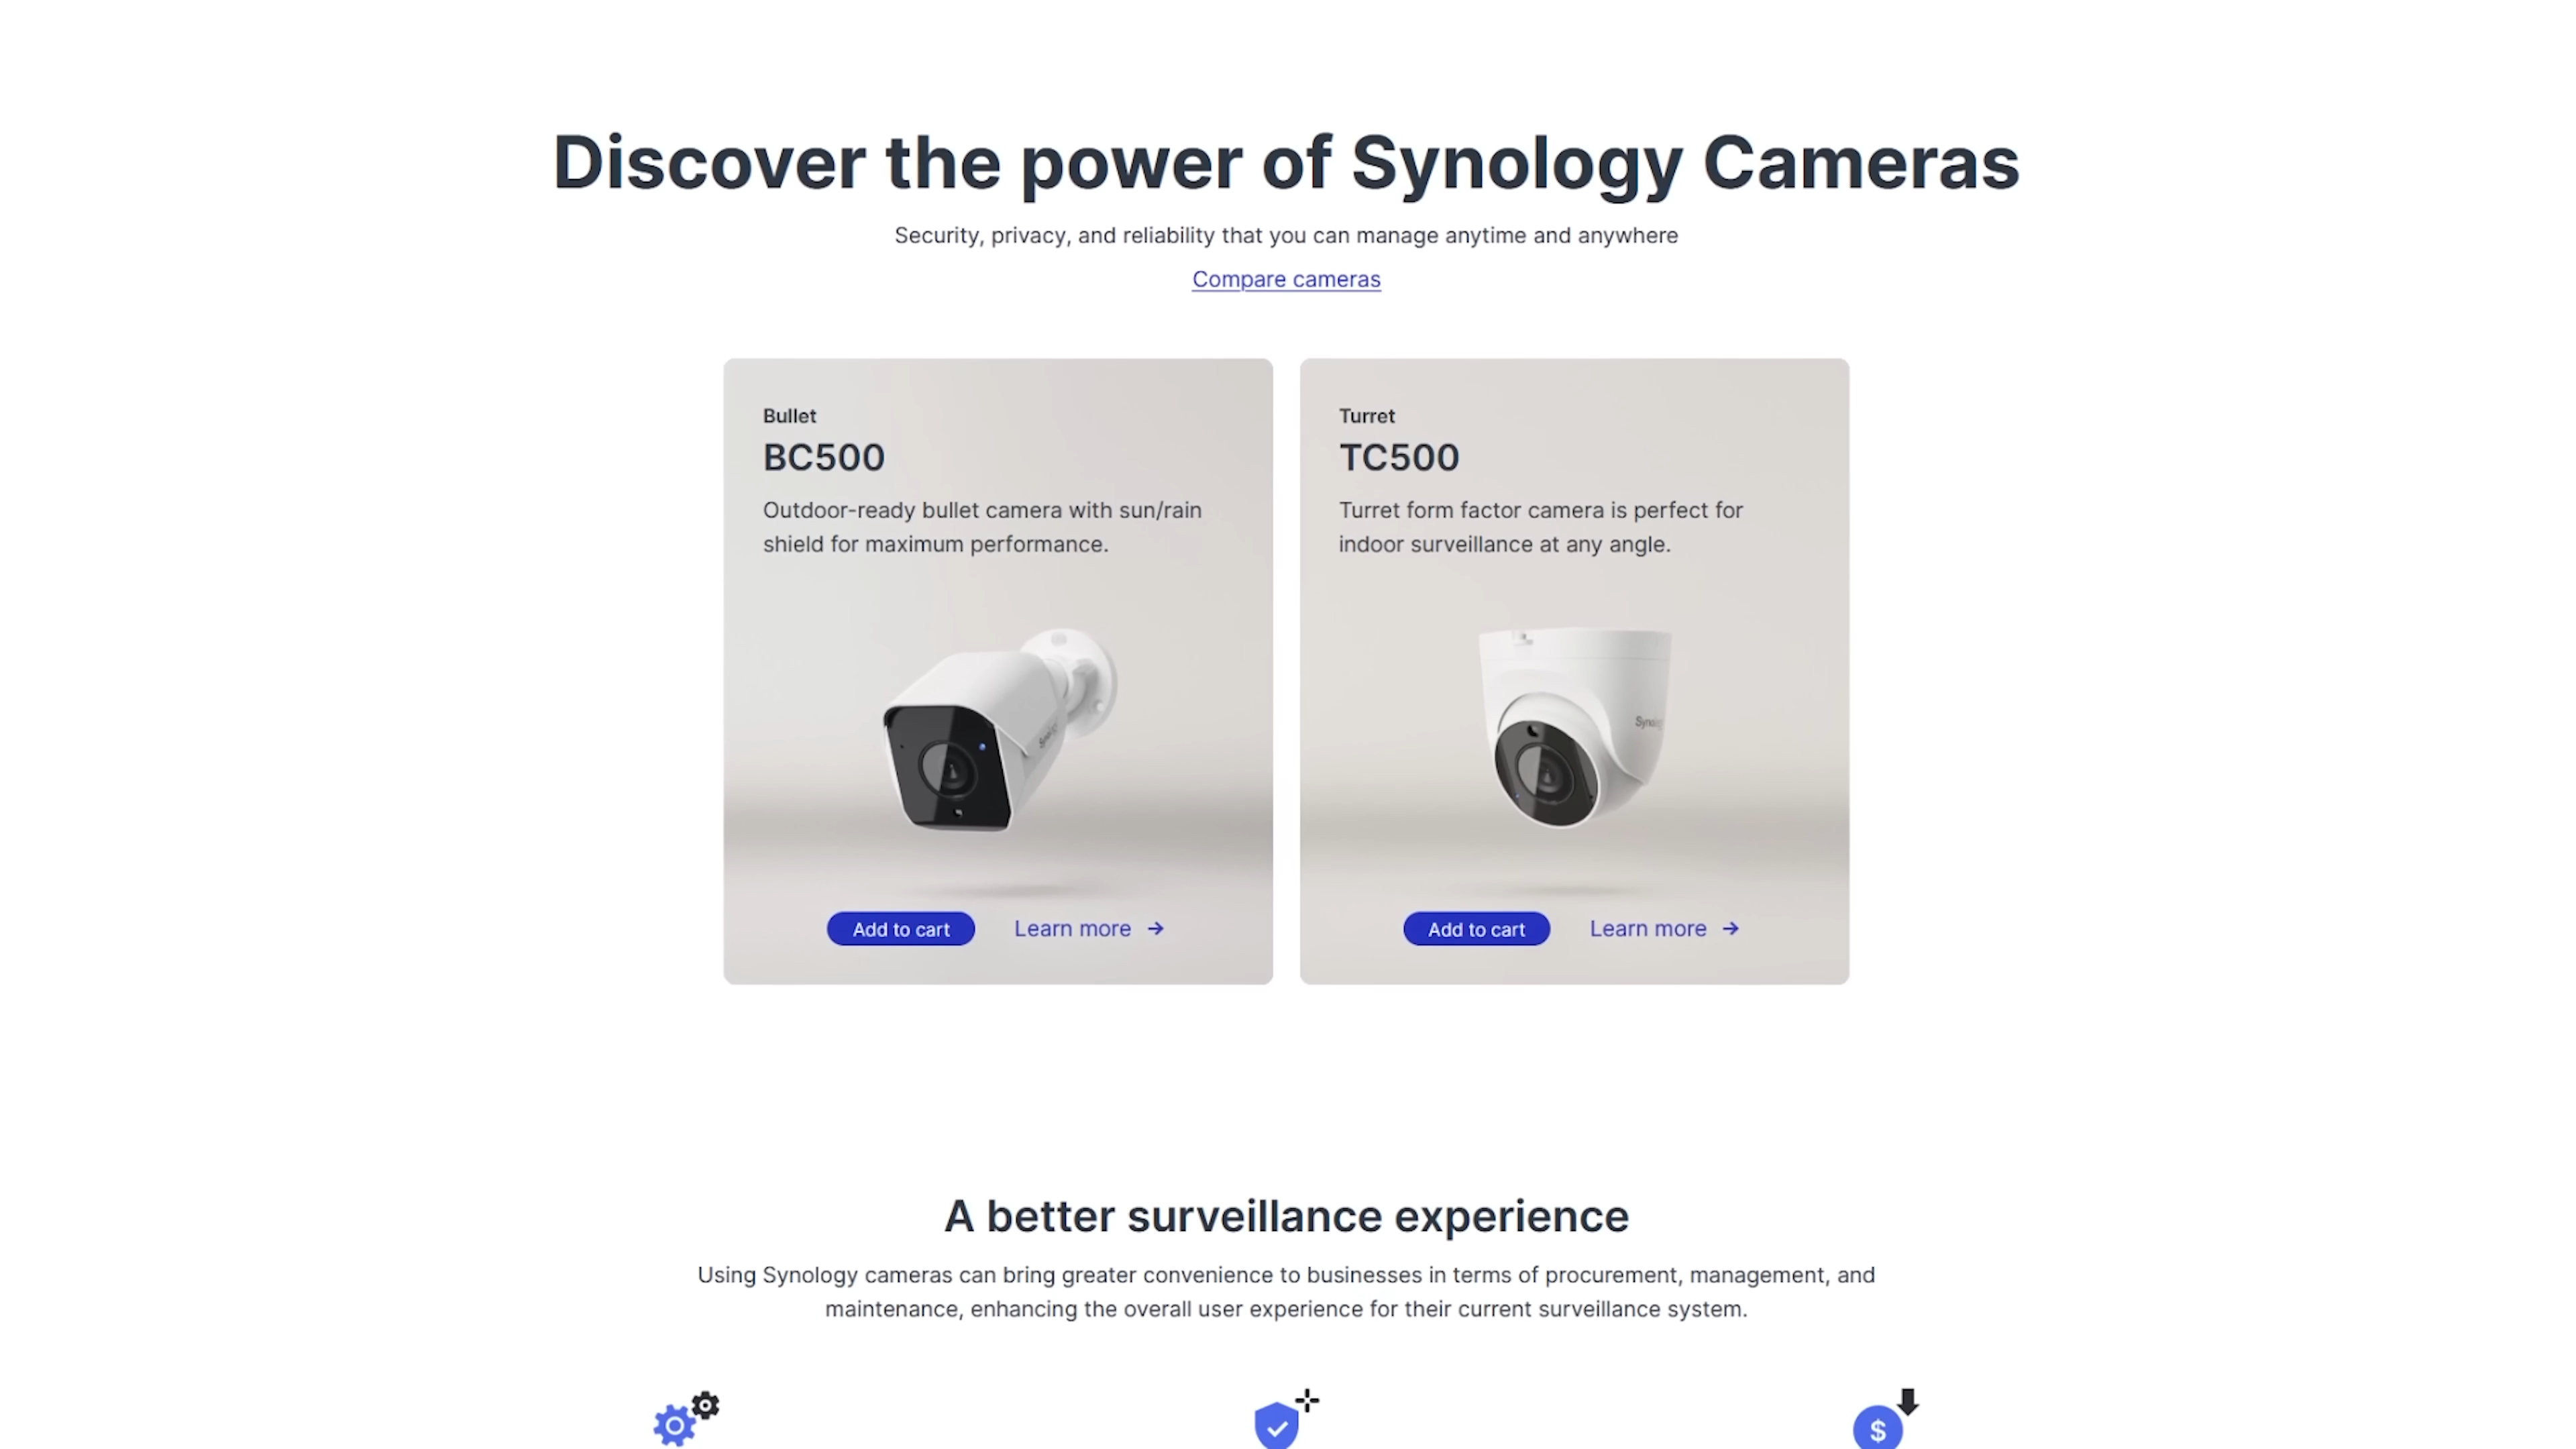 Discover the power of Synology Cameras
Security, privacy, and reliability that you can manage anytime and anywhere
Compare cameras
Bullet
BC500
Outdoor-ready bullet camera with sun/rain
shield for maximum performance.
Synology
Add to cart
Learn more →
Turret
TC500
Turret form factor camera is perfect for
indoor surveillance at any angle.
Synology
Add to cart
Learn more →
A better surveillance experience
Using Synology cameras can bring greater convenience to businesses in terms of procurement, management, and
maintenance, enhancing the overall user experience for their current surveillance system.
$